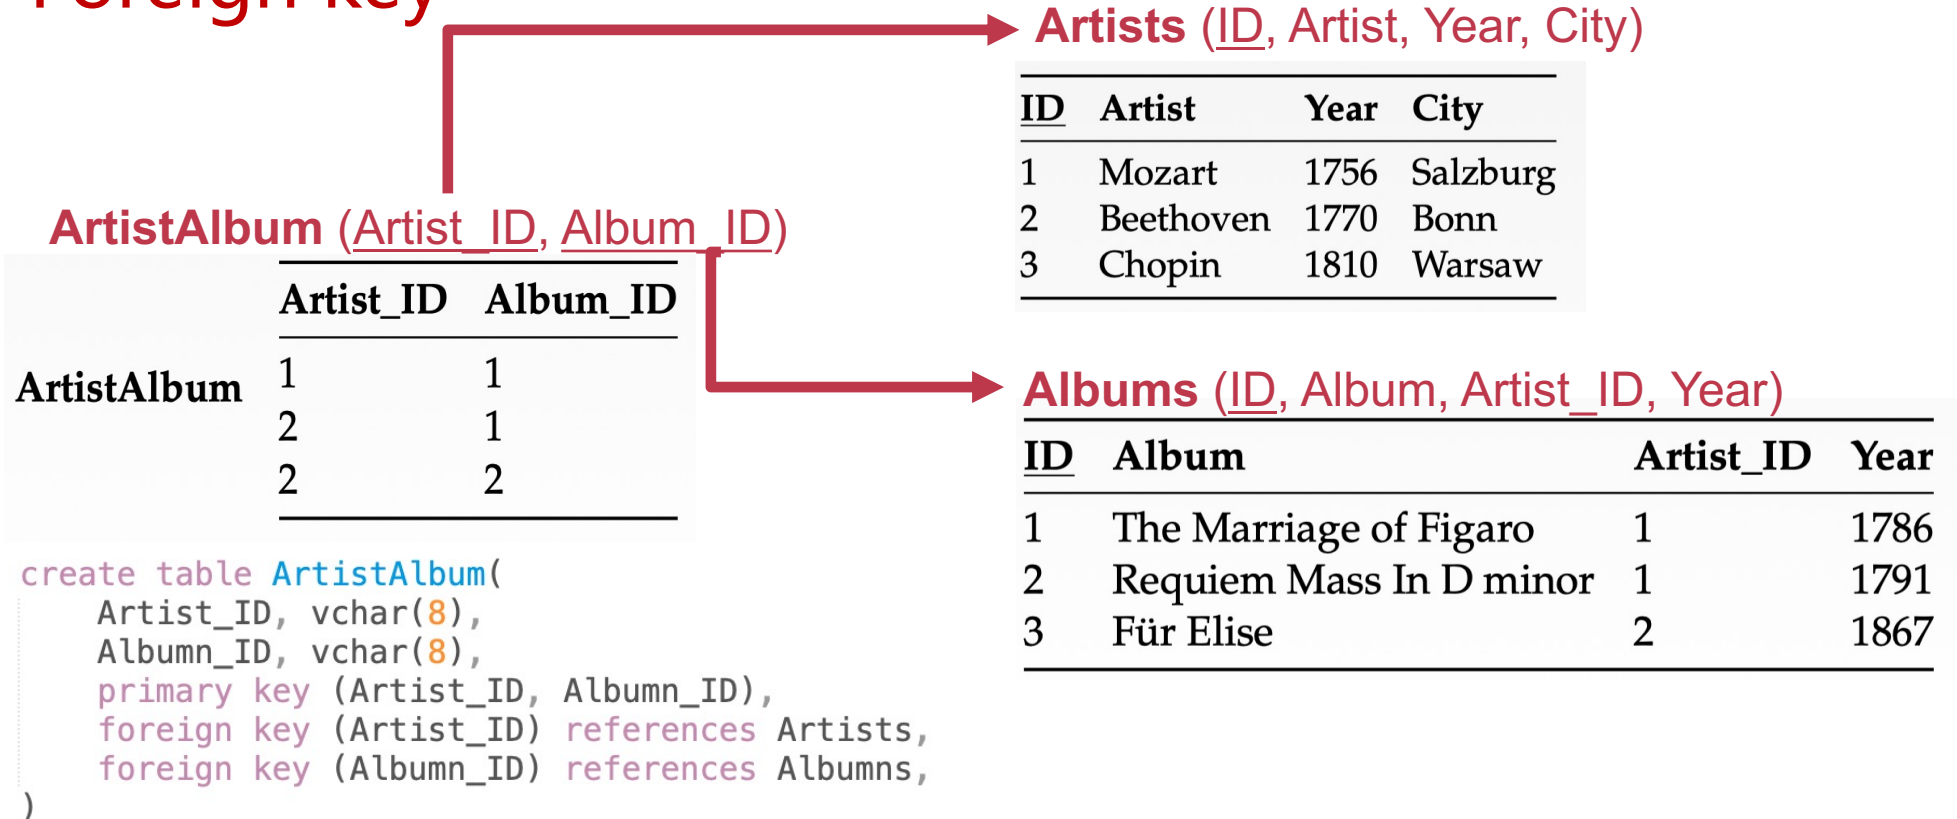 Foreign key
Artists (ID, Artist, Year, City)
ID Artist Year City
1 Mozart 1756 Salzburg
2 Beethoven 1770 Bonn
3 Chopin 1810 Warsaw
ArtistAlbum (Artist_ID, Album_ID)
Artist_ID Album_ID
ArtistAlbum
1 1
2 1
2 2
Albums (ID, Album, Artist_ID, Year)
ID Album Artist_ID Year
1 The Marriage of Figaro 1 1786
2 Requiem Mass In D minor 1 1791
3 Für Elise 2 1867
create table ArtistAlbum(
Artist_ID, vchar(8),
Albumn_ID, vchar(8),
primary key (Artist_ID, Albumn_ID),
foreign key (Artist_ID) references Artists,
foreign key (Albumn_ID) references Albumns,
)